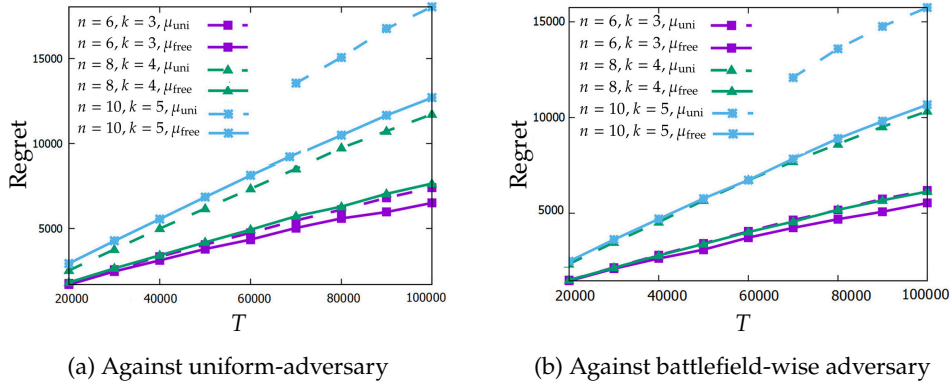 n = 6, k = 3, μuni
n = 6, k = 3, μfree
n = 8, k = 4, μuni
n = 8, k = 4, μfree
n = 10, k = 5, μuni
n = 10, k = 5, μfree
15000
10000
5000
Regret
20000 40000 60000 80000 100000
T
(a) Against uniform-adversary
n = 6, k = 3, μuni
n = 6, k = 3, μfree
n = 8, k = 4, μuni
n = 8, k = 4, μfree
n = 10, k = 5, μuni
n = 10, k = 5, μfree
15000
10000
5000
Regret
20000 40000 60000 80000 100000
T
(b) Against battlefield-wise adversary